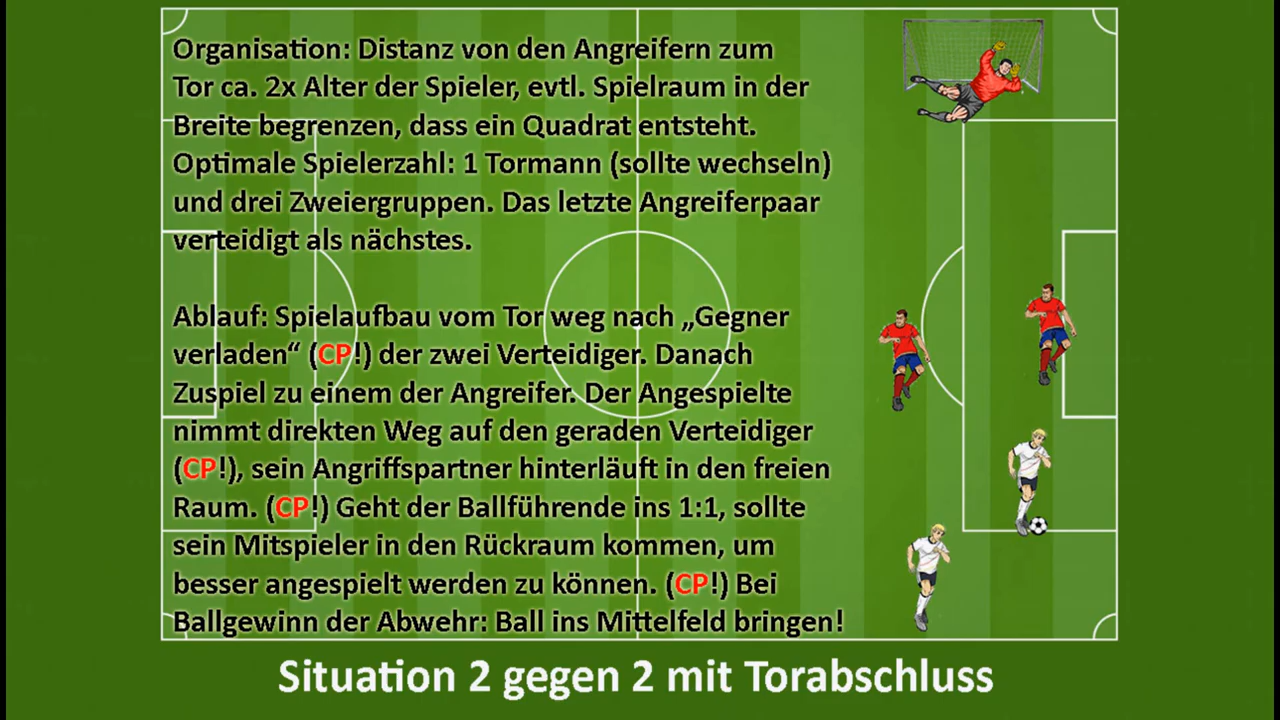 Organisation: Distanz von den Angreifern zum
Tor ca. 2x Alter der Spieler, evtl. Spielraum in der
Breite begrenzen, dass ein Quadrat entsteht.
Optimale Spielerzahl: 1 Tormann (sollte wechseln)
und drei Zweiergruppen. Das letzte Angreiferpaar
verteidigt als nächstes.
Ablauf: Spielaufbau vom Tor weg nach „Gegner
verladen“ (CP!) der zwei Verteidiger. Danach
Zuspiel zu einem der Angreifer. Der Angespielte
nimmt direkten Weg auf den geraden Verteidiger
(CP!), sein Angriffspartner hinterläuft in den freien
Raum. (CP!) Geht der Ballführende ins 1:1, sollte
sein Mitspieler in den Rückraum kommen, um
besser angespielt werden zu können. (CP!) Bei
Ballgewinn der Abwehr: Ball ins Mittelfeld bringen!
Situation 2 gegen 2 mit Torabschluss